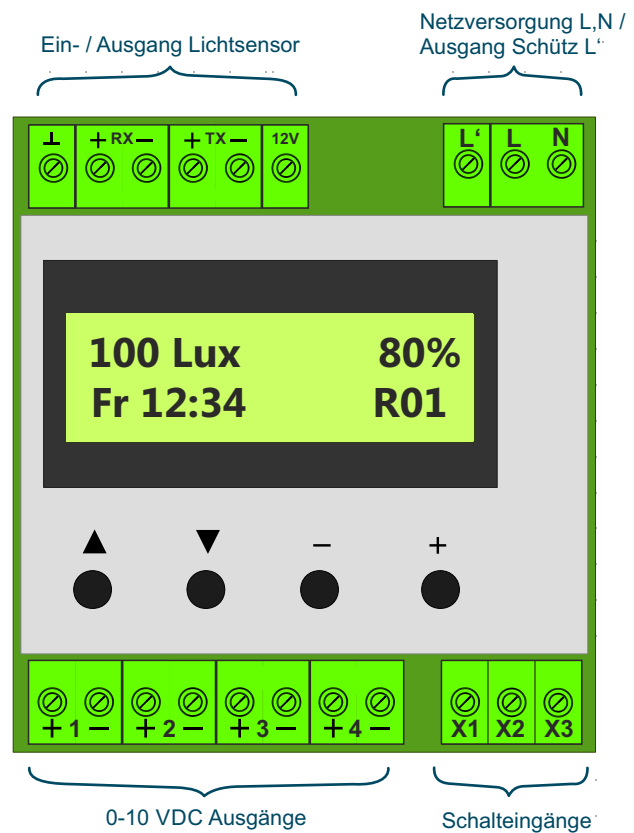 Netzversorgung L,N /
Ein- / Ausgang Lichtsensor
Ausgang Schütz L‘
┴ + RX – + TX – 12V
L‘ L N
100 Lux 80%
Fr 12:34 R01
▲ ▼ – +
+ 1 – + 2 – + 3 – + 4 –
X1 X2 X3
0-10 VDC Ausgänge
Schalteingänge